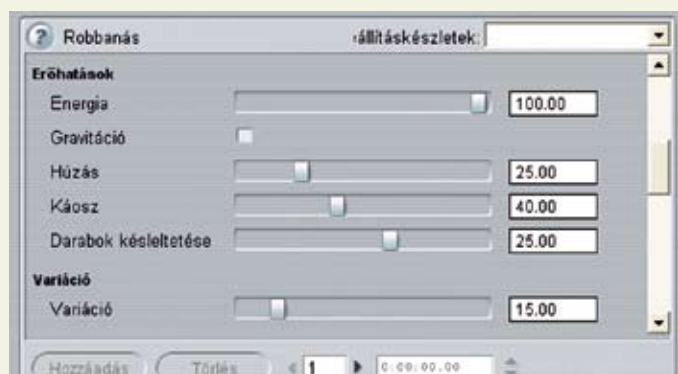 ? Robbanás állításkészletek:
Erőhatások
Energia 100.00
Gravitáció
Húzás 25.00
Káosz 40.00
Darabok késleltetése 25.00
Variáció
Variáció 15.00
Hozzáadás Törlés 1 0:00:00.00